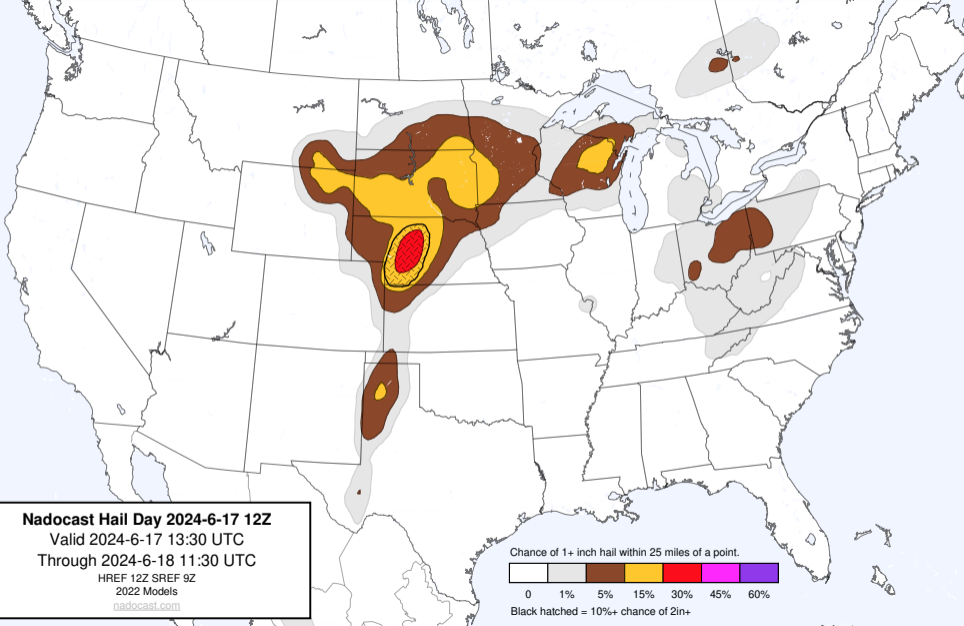 Nadocast Hail Day 2024-6-17 12Z
Valid 2024-6-17 13:30 UTC
Through 2024-6-18 11:30 UTC
HREF 12Z SREF 9Z
2022 Models
nadocast.com
Chance of 1+ inch hail within 25 miles of a point.
0 1% 5% 15% 30% 45% 60%
Black hatched = 10%+ chance of 2in+